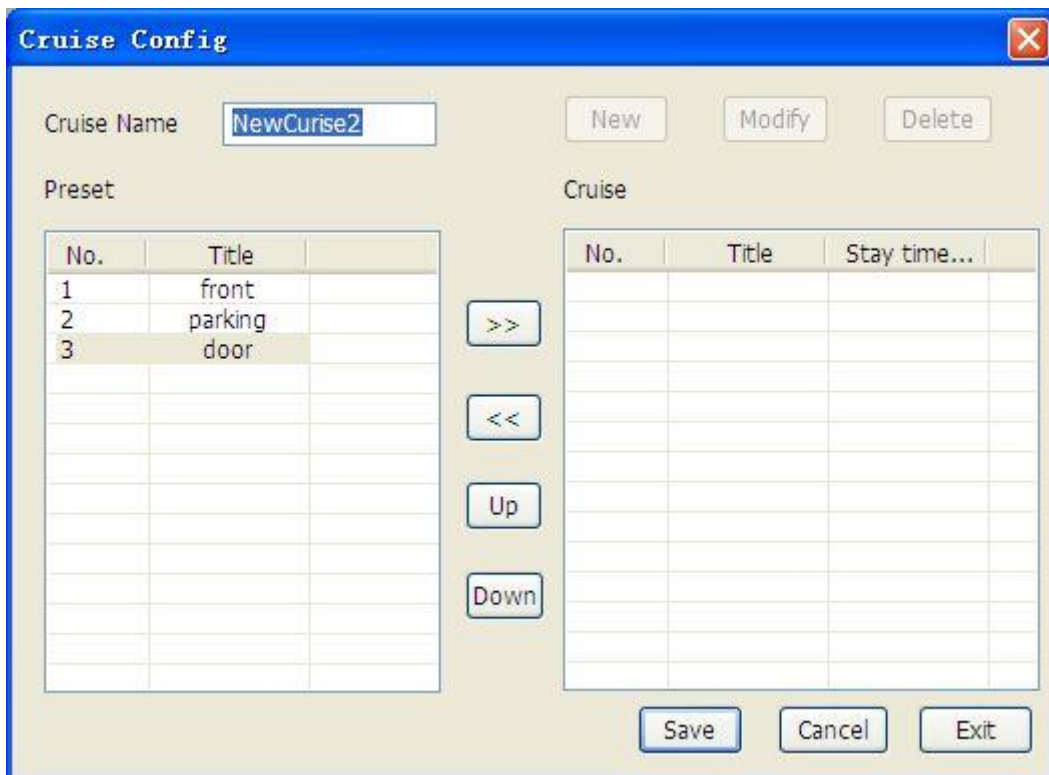 Cruise Config
Cruise Name NewCurise2 New Modify Delete
Preset Cruise
No. Title No. Title Stay time...
1 front
2 parking
3 door
>>
<<
Up
Down
Save Cancel Exit